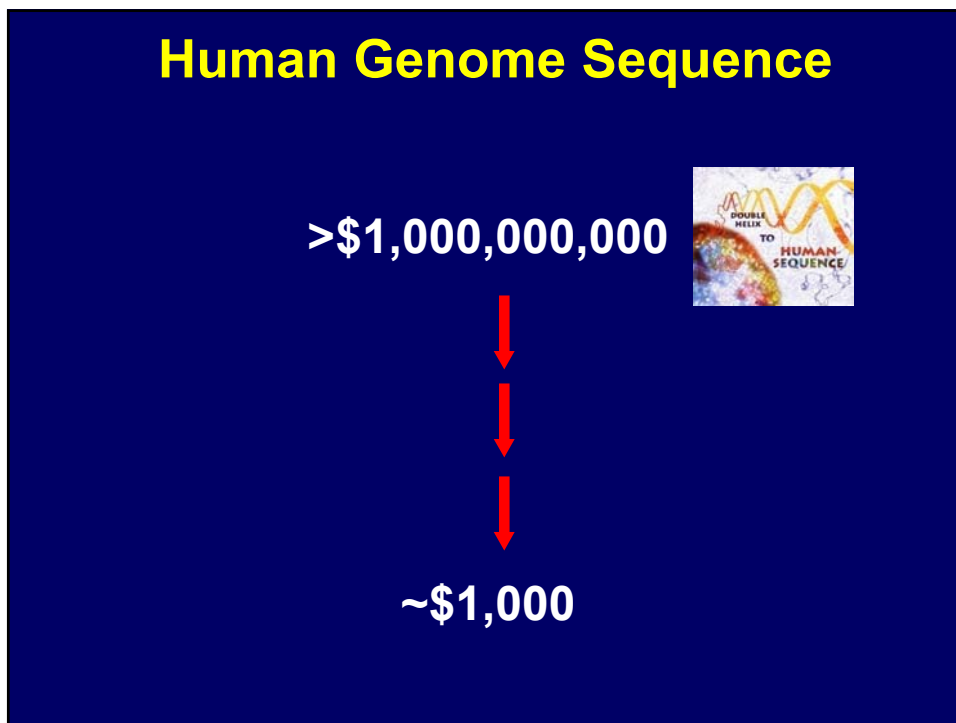 Human Genome Sequence
>$1,000,000,000
DOUBLE
HELIX
TO
HUMAN
SEQUENCE
~$1,000